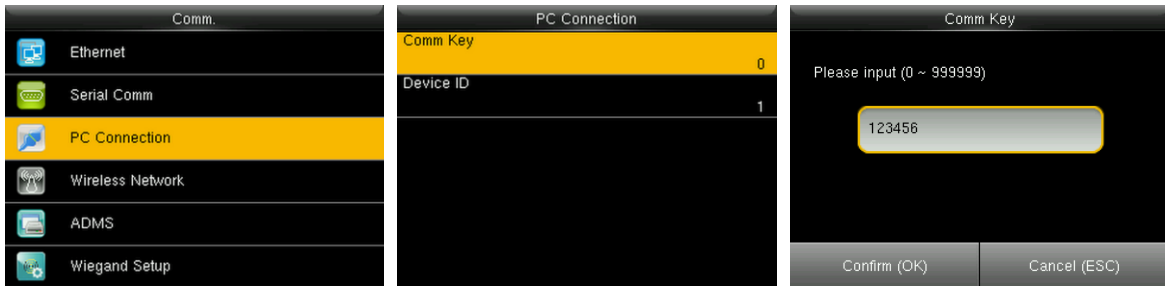 Comm.
Ethernet
Serial Comm
PC Connection
Wireless Network
ADMS
Wiegand Setup
PC Connection
Comm Key
0
Device ID
1
Comm Key
Please input (0 ~ 999999)
123456
Confirm (OK)
Cancel (ESC)